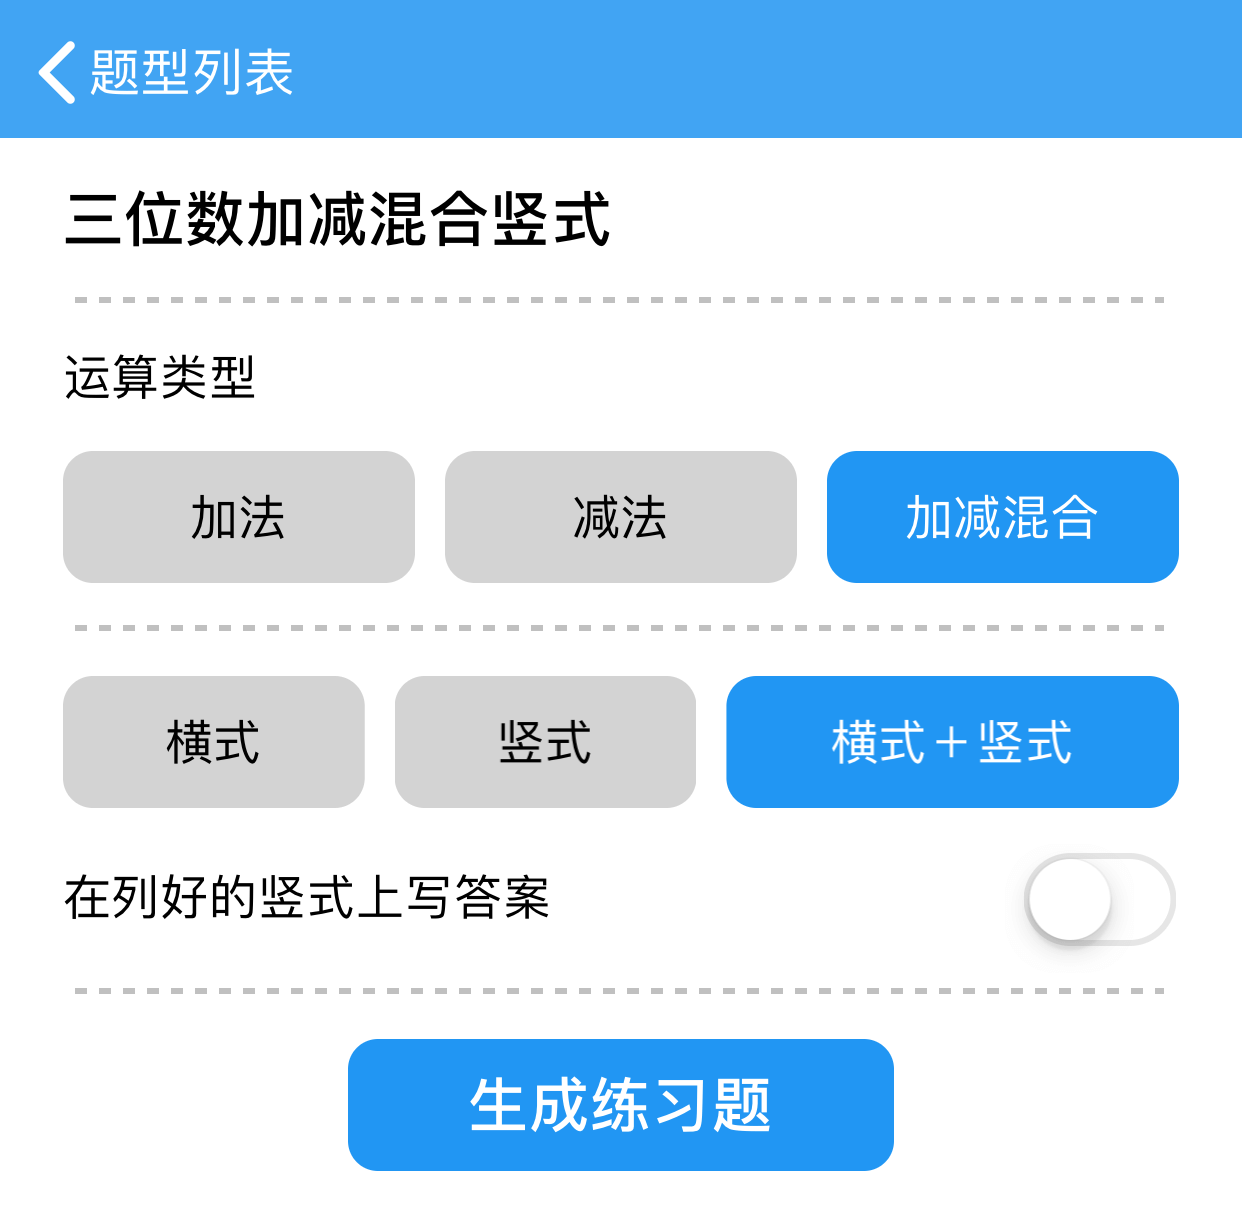 题型列表
三位数加减混合竖式
运算类型
加法 减法 加减混合
横式 竖式 横式＋竖式
在列好的竖式上写答案
生成练习题